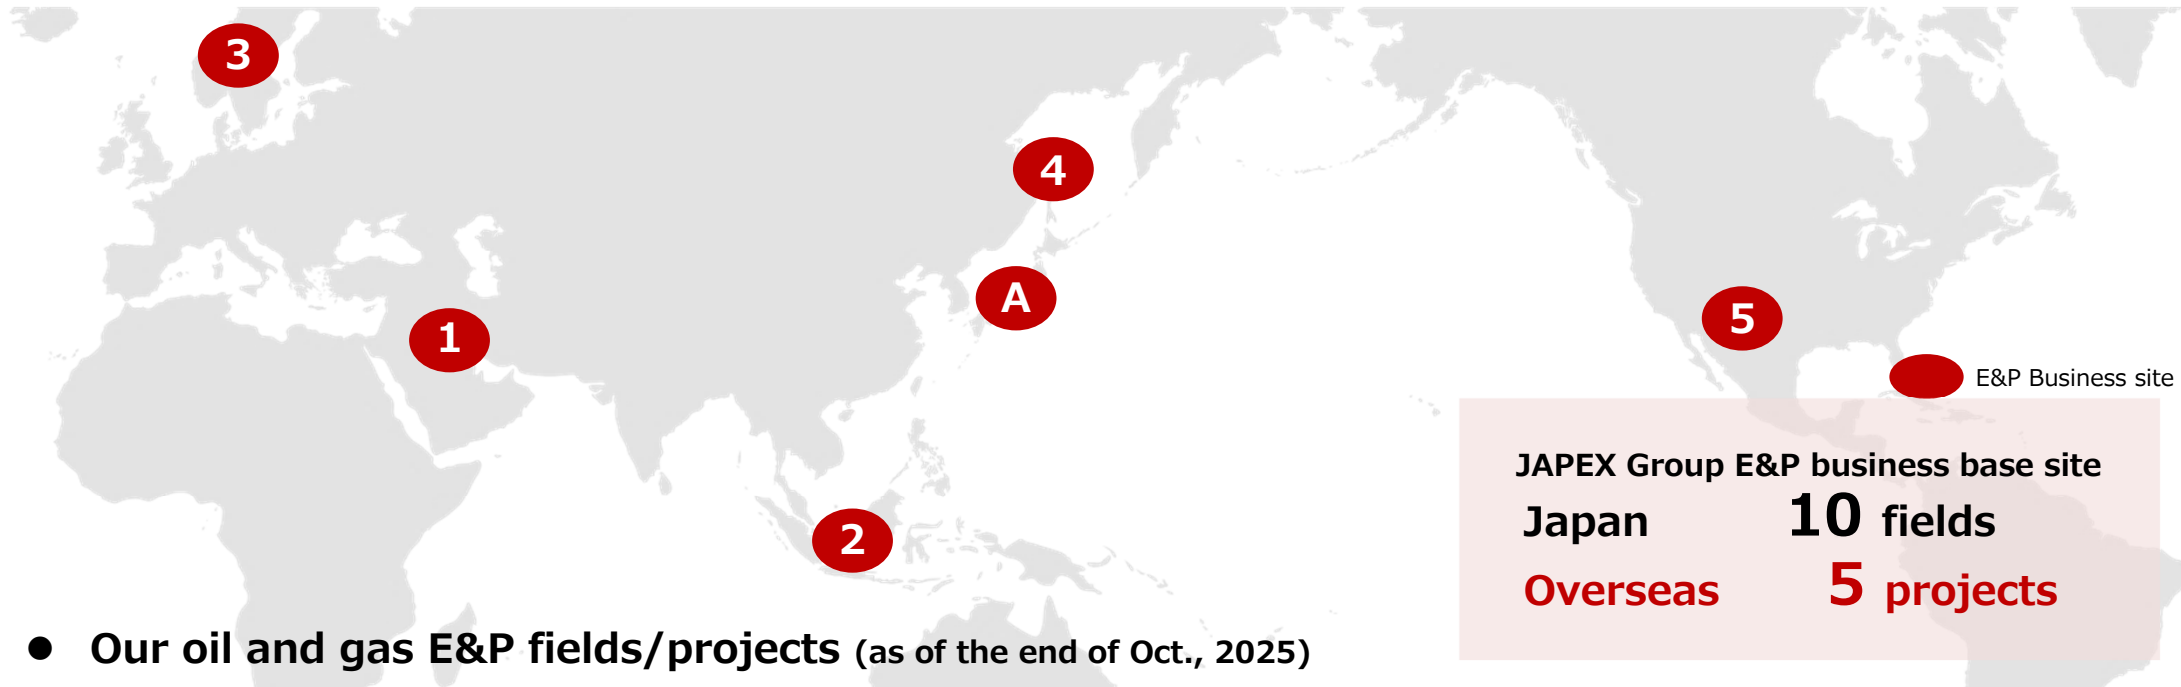 3
4
A
5
1
E&P Business site
JAPEX Group E&P business base site
Japan 10 fields
2
Overseas 5 projects
● Our oil and gas E&P fields/projects (as of the end of Oct., 2025)